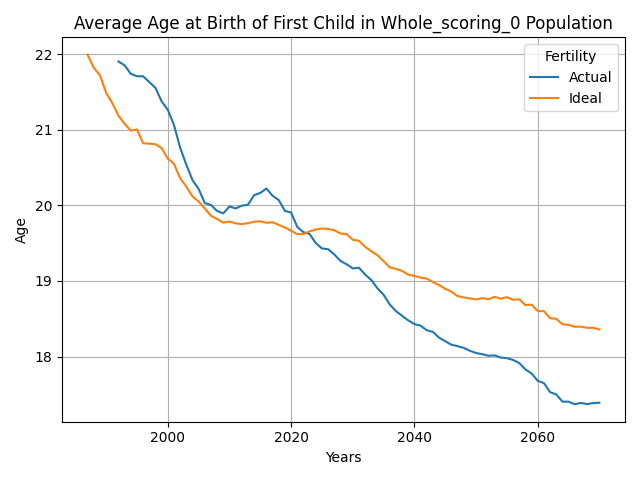 Average Age at Birth of First Child in Whole_scoring_0 Population
Fertility
Actual
Ideal
22
21
20
19
18
Age
2000
2020
2040
2060
Years